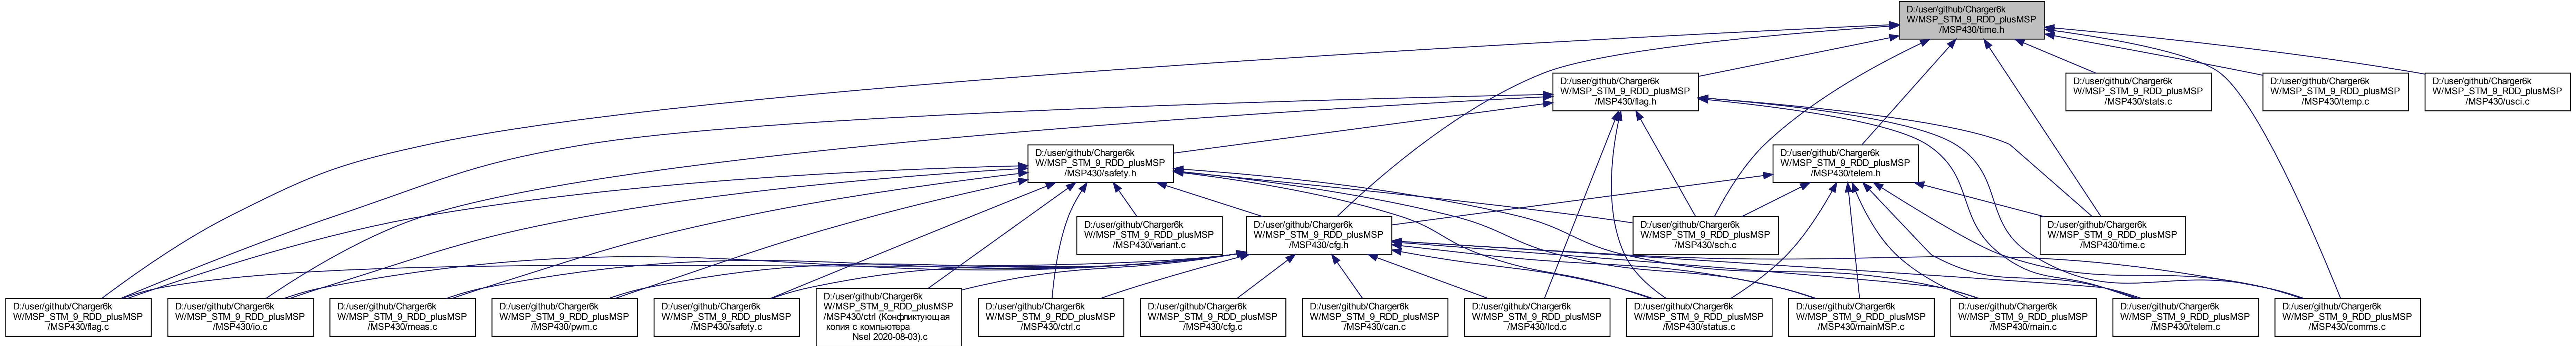 D:/user/github/Charger6k
W/MSP_STM_9_RDD_plusMSP
/MSP430/time.h
D:/user/github/Charger6k
W/MSP_STM_9_RDD_plusMSP
/MSP430/flag.h
D:/user/github/Charger6k
W/MSP_STM_9_RDD_plusMSP
/MSP430/stats.c
D:/user/github/Charger6k
W/MSP_STM_9_RDD_plusMSP
/MSP430/temp.c
D:/user/github/Charger6k
W/MSP_STM_9_RDD_plusMSP
/MSP430/usci.c
D:/user/github/Charger6k
W/MSP_STM_9_RDD_plusMSP
/MSP430/safety.h
D:/user/github/Charger6k
W/MSP_STM_9_RDD_plusMSP
/MSP430/telem.h
D:/user/github/Charger6k
W/MSP_STM_9_RDD_plusMSP
/MSP430/variant.c
D:/user/github/Charger6k
W/MSP_STM_9_RDD_plusMSP
/MSP430/cfg.h
D:/user/github/Charger6k
W/MSP_STM_9_RDD_plusMSP
/MSP430/sch.c
D:/user/github/Charger6k
W/MSP_STM_9_RDD_plusMSP
/MSP430/time.c
D:/user/github/Charger6k
W/MSP_STM_9_RDD_plusMSP
/MSP430/flag.c
D:/user/github/Charger6k
W/MSP_STM_9_RDD_plusMSP
/MSP430/io.c
D:/user/github/Charger6k
W/MSP_STM_9_RDD_plusMSP
/MSP430/meas.c
D:/user/github/Charger6k
W/MSP_STM_9_RDD_plusMSP
/MSP430/pwm.c
D:/user/github/Charger6k
W/MSP_STM_9_RDD_plusMSP
/MSP430/safety.c
D:/user/github/Charger6k
W/MSP_STM_9_RDD_plusMSP
/MSP430/ctrl (Конфликтующая
копия с компьютера
Nsel 2020-08-03).c
D:/user/github/Charger6k
W/MSP_STM_9_RDD_plusMSP
/MSP430/ctrl.c
D:/user/github/Charger6k
W/MSP_STM_9_RDD_plusMSP
/MSP430/cfg.c
D:/user/github/Charger6k
W/MSP_STM_9_RDD_plusMSP
/MSP430/can.c
D:/user/github/Charger6k
W/MSP_STM_9_RDD_plusMSP
/MSP430/lcd.c
D:/user/github/Charger6k
W/MSP_STM_9_RDD_plusMSP
/MSP430/status.c
D:/user/github/Charger6k
W/MSP_STM_9_RDD_plusMSP
/MSP430/mainMSP.c
D:/user/github/Charger6k
W/MSP_STM_9_RDD_plusMSP
/MSP430/main.c
D:/user/github/Charger6k
W/MSP_STM_9_RDD_plusMSP
/MSP430/telem.c
D:/user/github/Charger6k
W/MSP_STM_9_RDD_plusMSP
/MSP430/comms.c